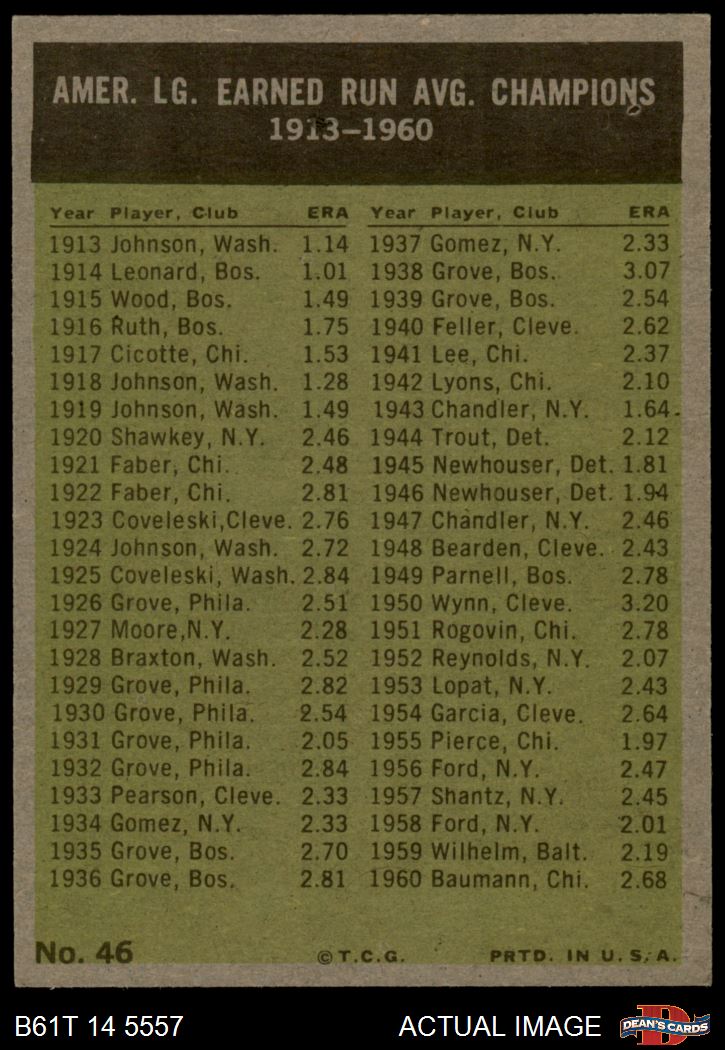 AMER. LG. EARNED RUN AVG. CHAMPIONS
1913–1960
Year Player, Club ERA
1913 Johnson, Wash. 1.14
1914 Leonard, Bos. 1.01
1915 Wood, Bos. 1.49
1916 Ruth, Bos. 1.75
1917 Cicotte, Chi. 1.53
1918 Johnson, Wash. 1.28
1919 Johnson, Wash. 1.49
1920 Shawkey, N.Y. 2.46
1921 Faber, Chi. 2.48
1922 Faber, Chi. 2.81
1923 Coveleski,Cleve. 2.76
1924 Johnson, Wash. 2.72
1925 Coveleski, Wash. 2.84
1926 Grove, Phila. 2.51
1927 Moore,N.Y. 2.28
1928 Braxton, Wash. 2.52
1929 Grove, Phila. 2.82
1930 Grove, Phila. 2.54
1931 Grove, Phila. 2.05
1932 Grove, Phila. 2.84
1933 Pearson, Cleve. 2.33
1934 Gomez, N.Y. 2.33
1935 Grove, Bos. 2.70
1936 Grove, Bos. 2.81
Year Player, Club ERA
1937 Gomez, N.Y. 2.33
1938 Grove, Bos. 3.07
1939 Grove, Bos. 2.54
1940 Feller, Cleve. 2.62
1941 Lee, Chi. 2.37
1942 Lyons, Chi. 2.10
1943 Chandler, N.Y. 1.64
1944 Trout, Det. 2.12
1945 Newhouser, Det. 1.81
1946 Newhouser, Det. 1.94
1947 Chandler, N.Y. 2.46
1948 Bearden, Cleve. 2.43
1949 Parnell, Bos. 2.78
1950 Wynn, Cleve. 3.20
1951 Rogovin, Chi. 2.78
1952 Reynolds, N.Y. 2.07
1953 Lopat, N.Y. 2.43
1954 Garcia, Cleve. 2.64
1955 Pierce, Chi. 1.97
1956 Ford, N.Y. 2.47
1957 Shantz, N.Y. 2.45
1958 Ford, N.Y. 2.01
1959 Wilhelm, Balt. 2.19
1960 Baumann, Chi. 2.68
No. 46 © T.C.G. PRTD. IN U.S.A.
B61T 14 5557 ACTUAL IMAGE
D
DEAN'S CARDS